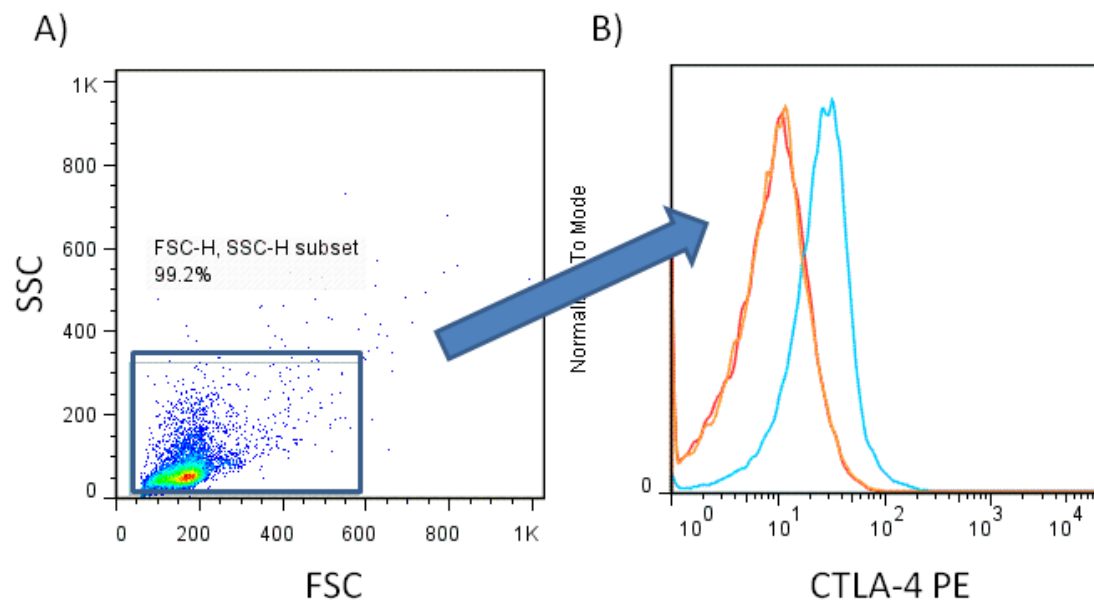 A)
B)
1K
800
600
400
200
0
SSC
FSC-H, SSC-H subset
99.2%
0 200 400 600 800 1K
FSC
To Mode
0
10^0 10^1 10^2 10^3 10^4
CTLA-4 PE